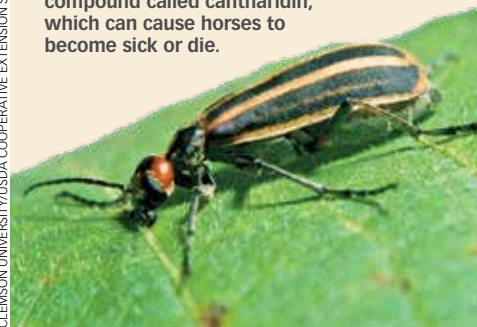 compound called cantharidin,
which can cause horses to
become sick or die.
CLEMSON UNIVERSITY/USDA COOPERATIVE EXTENSION S